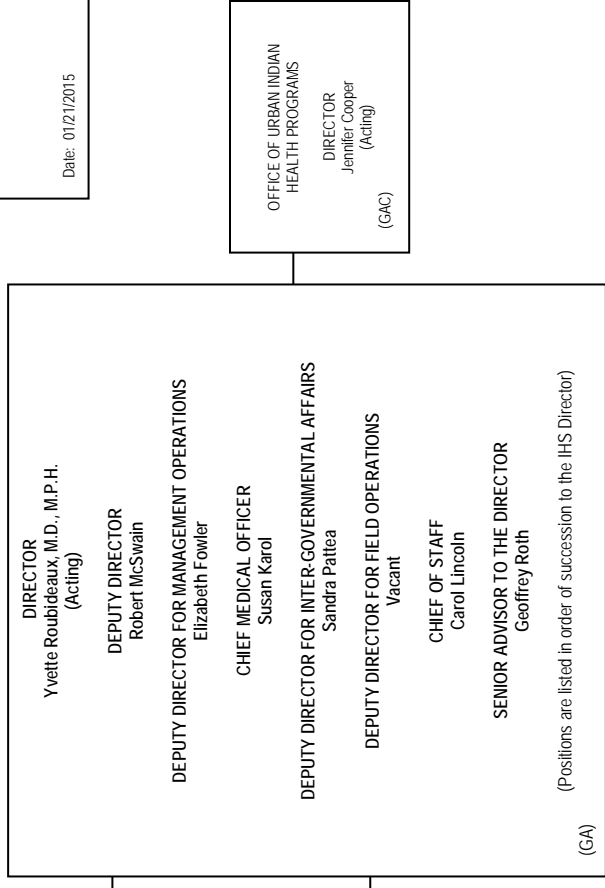 Date: 01/21/2015
DIRECTOR
Yvette Roubideaux, M.D., M.P.H.
(Acting)
DEPUTY DIRECTOR
Robert McSwain
DEPUTY DIRECTOR FOR MANAGEMENT OPERATIONS
Elizabeth Fowler
CHIEF MEDICAL OFFICER
Susan Karol
DEPUTY DIRECTOR FOR INTER-GOVERNMENTAL AFFAIRS
Sandra Pattea
DEPUTY DIRECTOR FOR FIELD OPERATIONS
Vacant
CHIEF OF STAFF
Carol Lincoln
SENIOR ADVISOR TO THE DIRECTOR
Geoffrey Roth
(Positions are listed in order of succession to the IHS Director)
(GA)
OFFICE OF URBAN INDIAN
HEALTH PROGRAMS
DIRECTOR
Jennifer Cooper
(Acting)
(GAC)